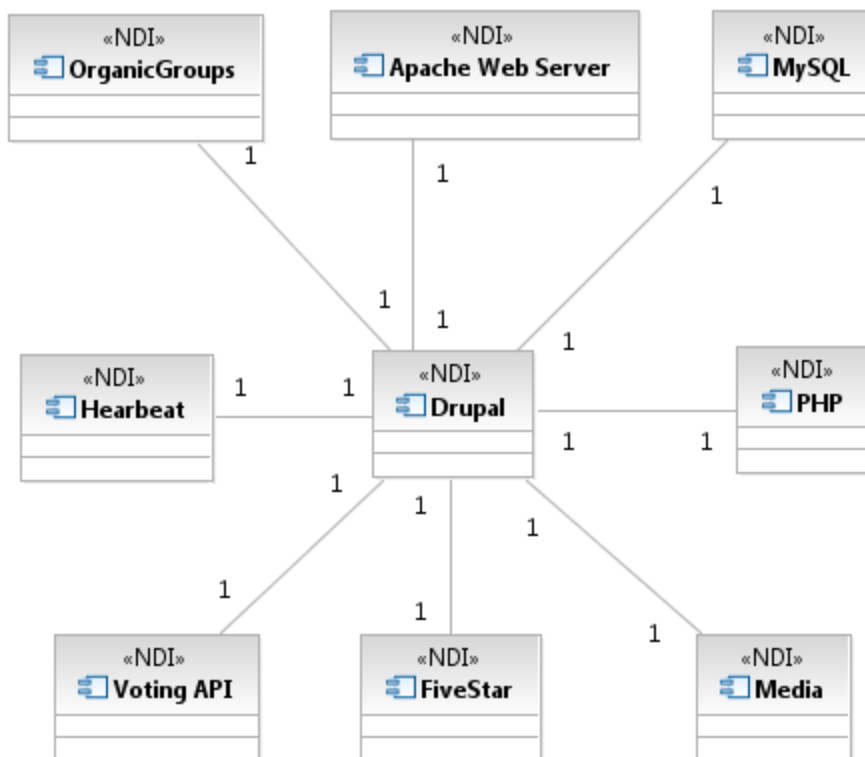 «NDI»
OrganicGroups
«NDI»
Apache Web Server
«NDI»
MySQL
1
1
1
1
1
1
«NDI»
Hearbeat
1
1
«NDI»
Drupal
1
1
«NDI»
PHP
1
1
1
1
1
1
«NDI»
Voting API
«NDI»
FiveStar
«NDI»
Media